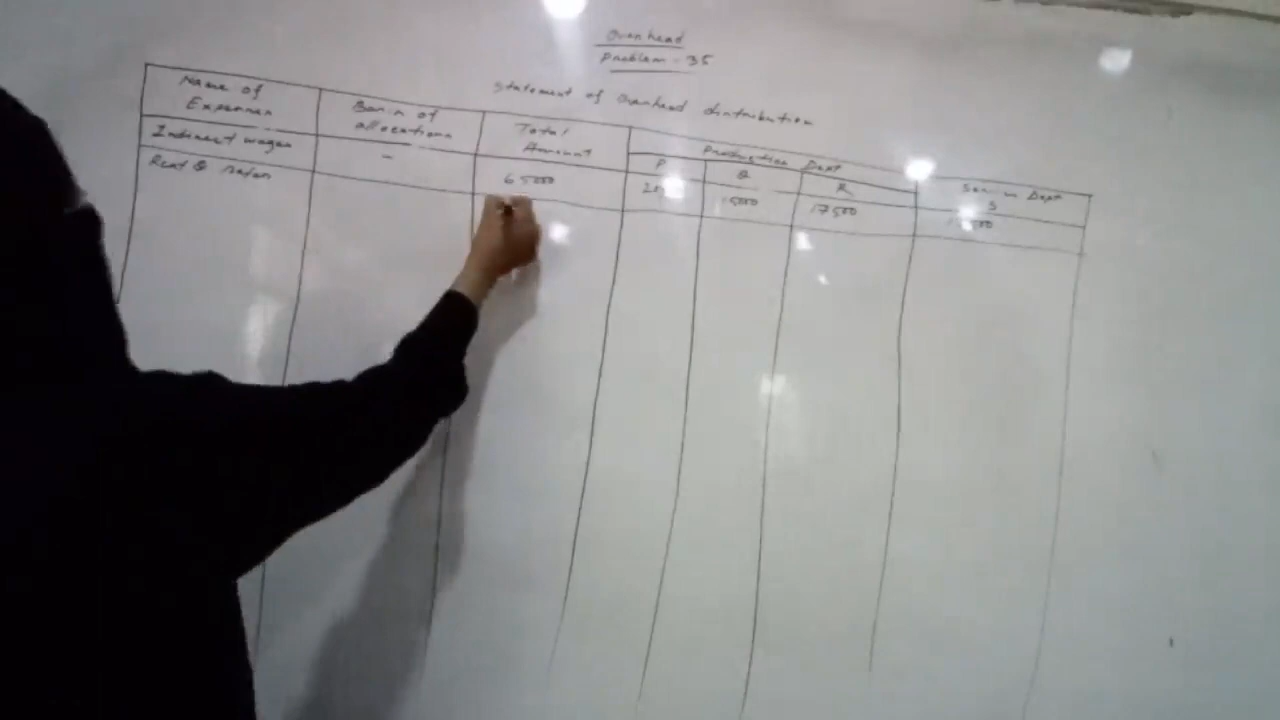 Overhead
Problem - 35
Statement of Overhead distribution
Name of Expenses
Basis of allocations
Total Amount
Production Dept
Service Dept
P
Q
R
S
Indirect wages
-
65000
17500
Rent & Rates